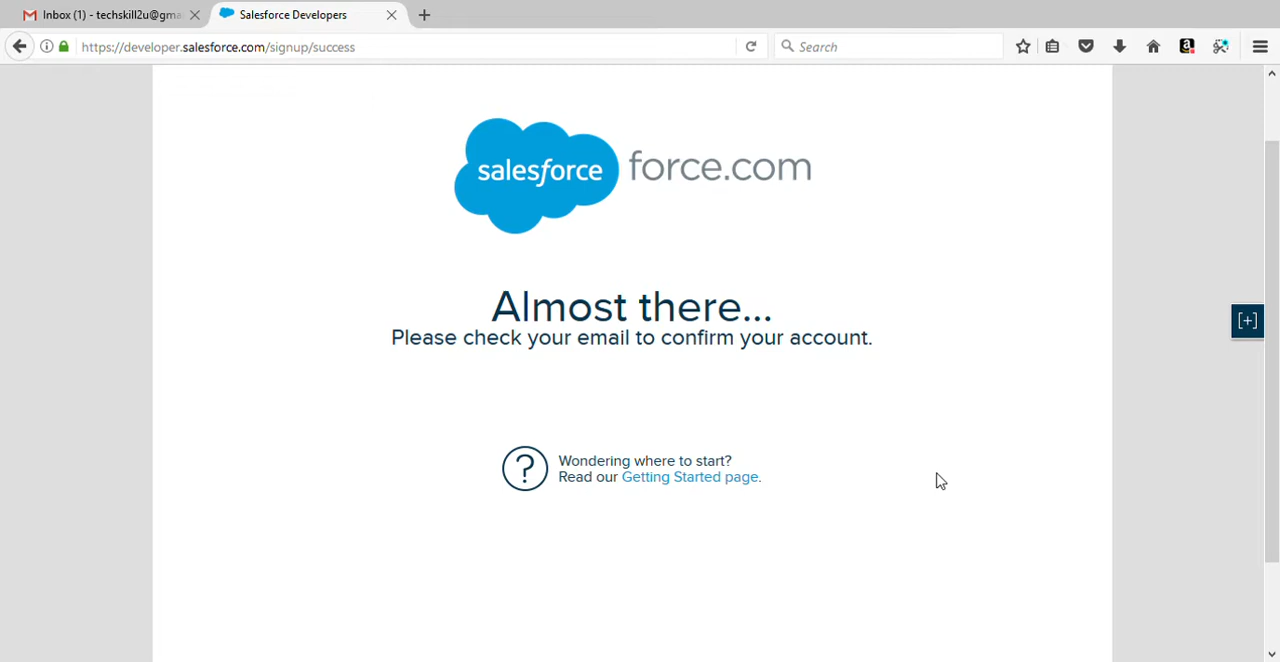 Inbox (1) - techskill2u@gma
Salesforce Developers
https://developer.salesforce.com/signup/success
Search
a
salesforce
force.com
[+]
Almost there...
Please check your email to confirm your account.
?
Wondering where to start?
Read our Getting Started page.